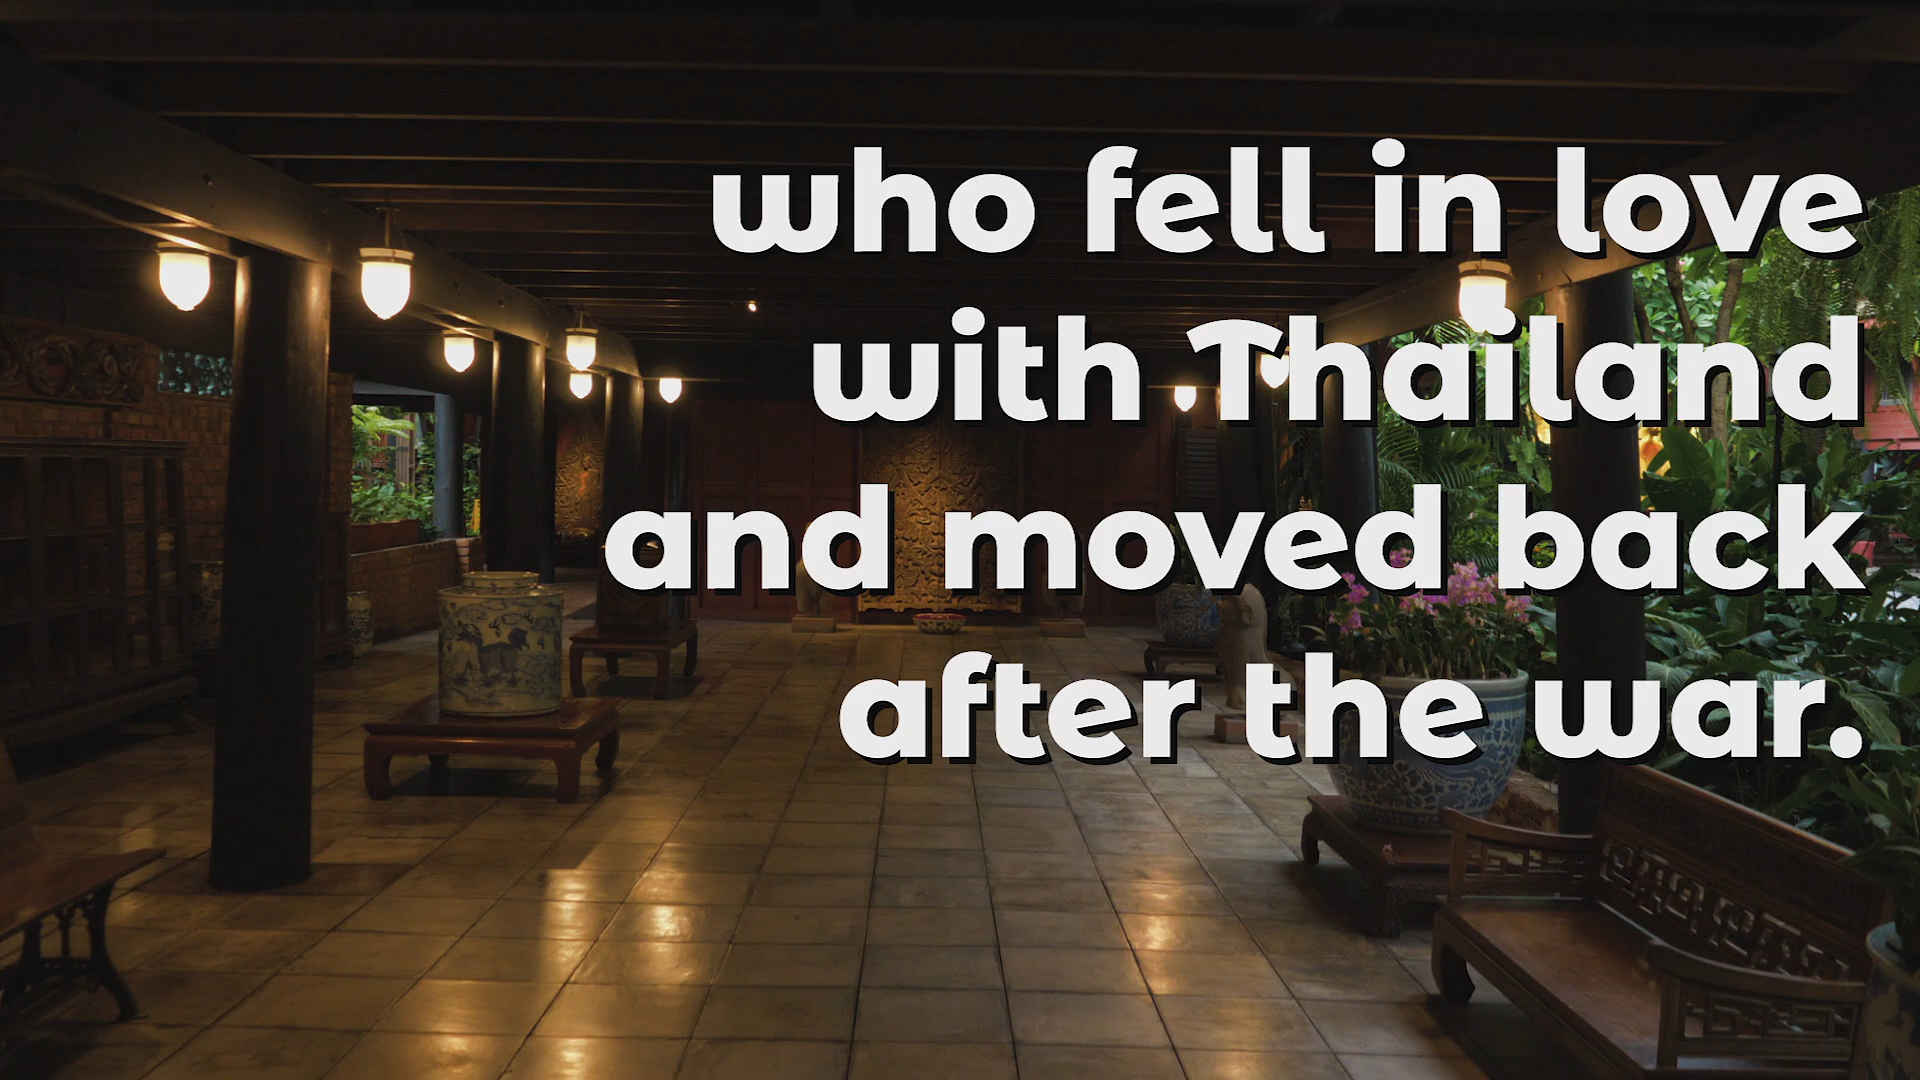 who fell in love
with Thailand
and moved back
after the war.